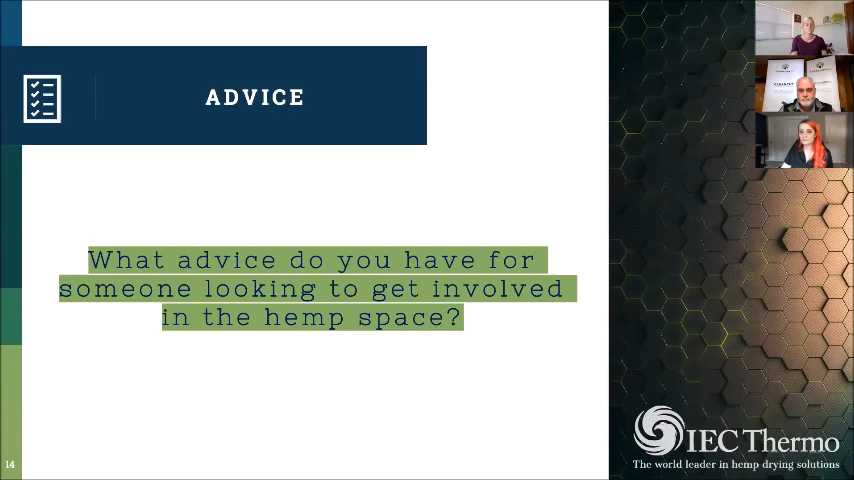 ADVICE
What advice do you have for
someone looking to get involved
in the hemp space?
14
IEC Thermo
The world leader in hemp drying solutions